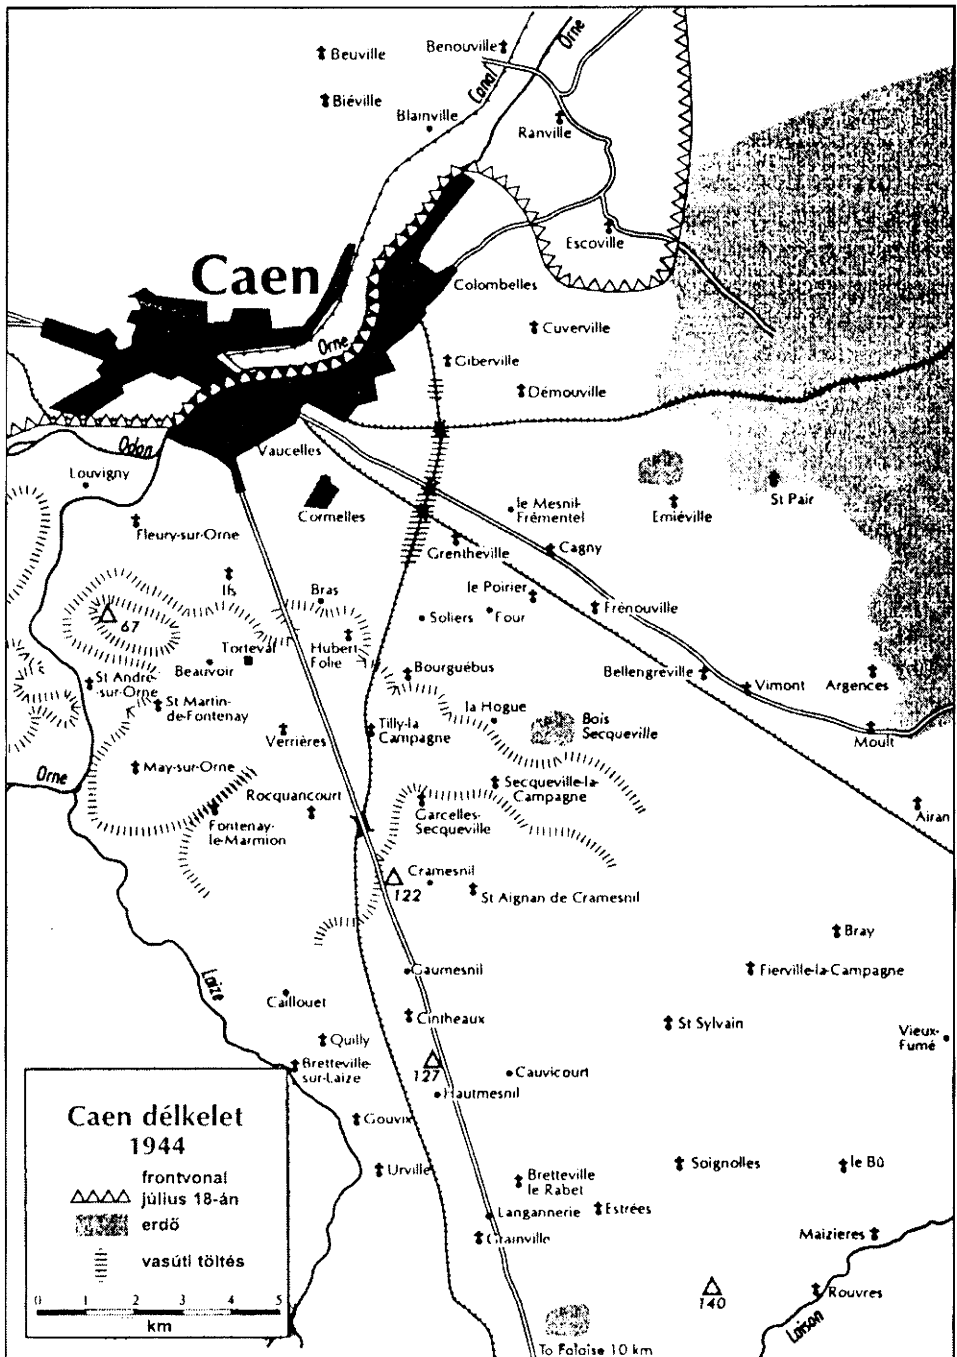 Beuville
Benouville
Orne
Canal
Biéville
Blainville
Ranville
Escoville
Caen
Colombelles
Cuverville
Orne
Giberville
Démouville
Odon
Vaucelles
Louvigny
St Pair
Cormelles
le Mesnil-
Frémentel
Emiéville
Fleury-sur-Orne
Grentheville
Cagny
Ifs
Bras
le Poirier
Frénouville
67
Soliers
Four
Torteval
Hubert
Folie
Beauvoir
Bourguébus
Bellengreville
Vimont
Argences
St André-
sur-Orne
St Martin-
de-Fontenay
la Hogue
Bois
Secqueville
Verrières
Tilly-la
Campagne
Moult
Orne
May-sur-Orne
Rocquancourt
Secqueville-la-
Campagne
Garcelles-
Secqueville
Airan
Fontenay-
le-Marmion
Cramesnil
122
St Aignan de Cramesnil
Bray
Gaumesnil
Fierville-la-Campagne
Laize
Caillouet
Cintheaux
St Sylvain
Vieux-
Fumé
Quilly
Bretteville-
sur-Laize
127
Cauvicourt
Hautmesnil
Gouvix
Urville
Bretteville
le Rabet
Soignolles
le Bû
Langannerie
Estrées
Grainville
Maizieres
140
Rouvres
Laison
To Falaise 10 km
Caen délkelet
1944
frontvonal
július 18-án
erdő
vasúti töltés
0 1 2 3 4 5
km